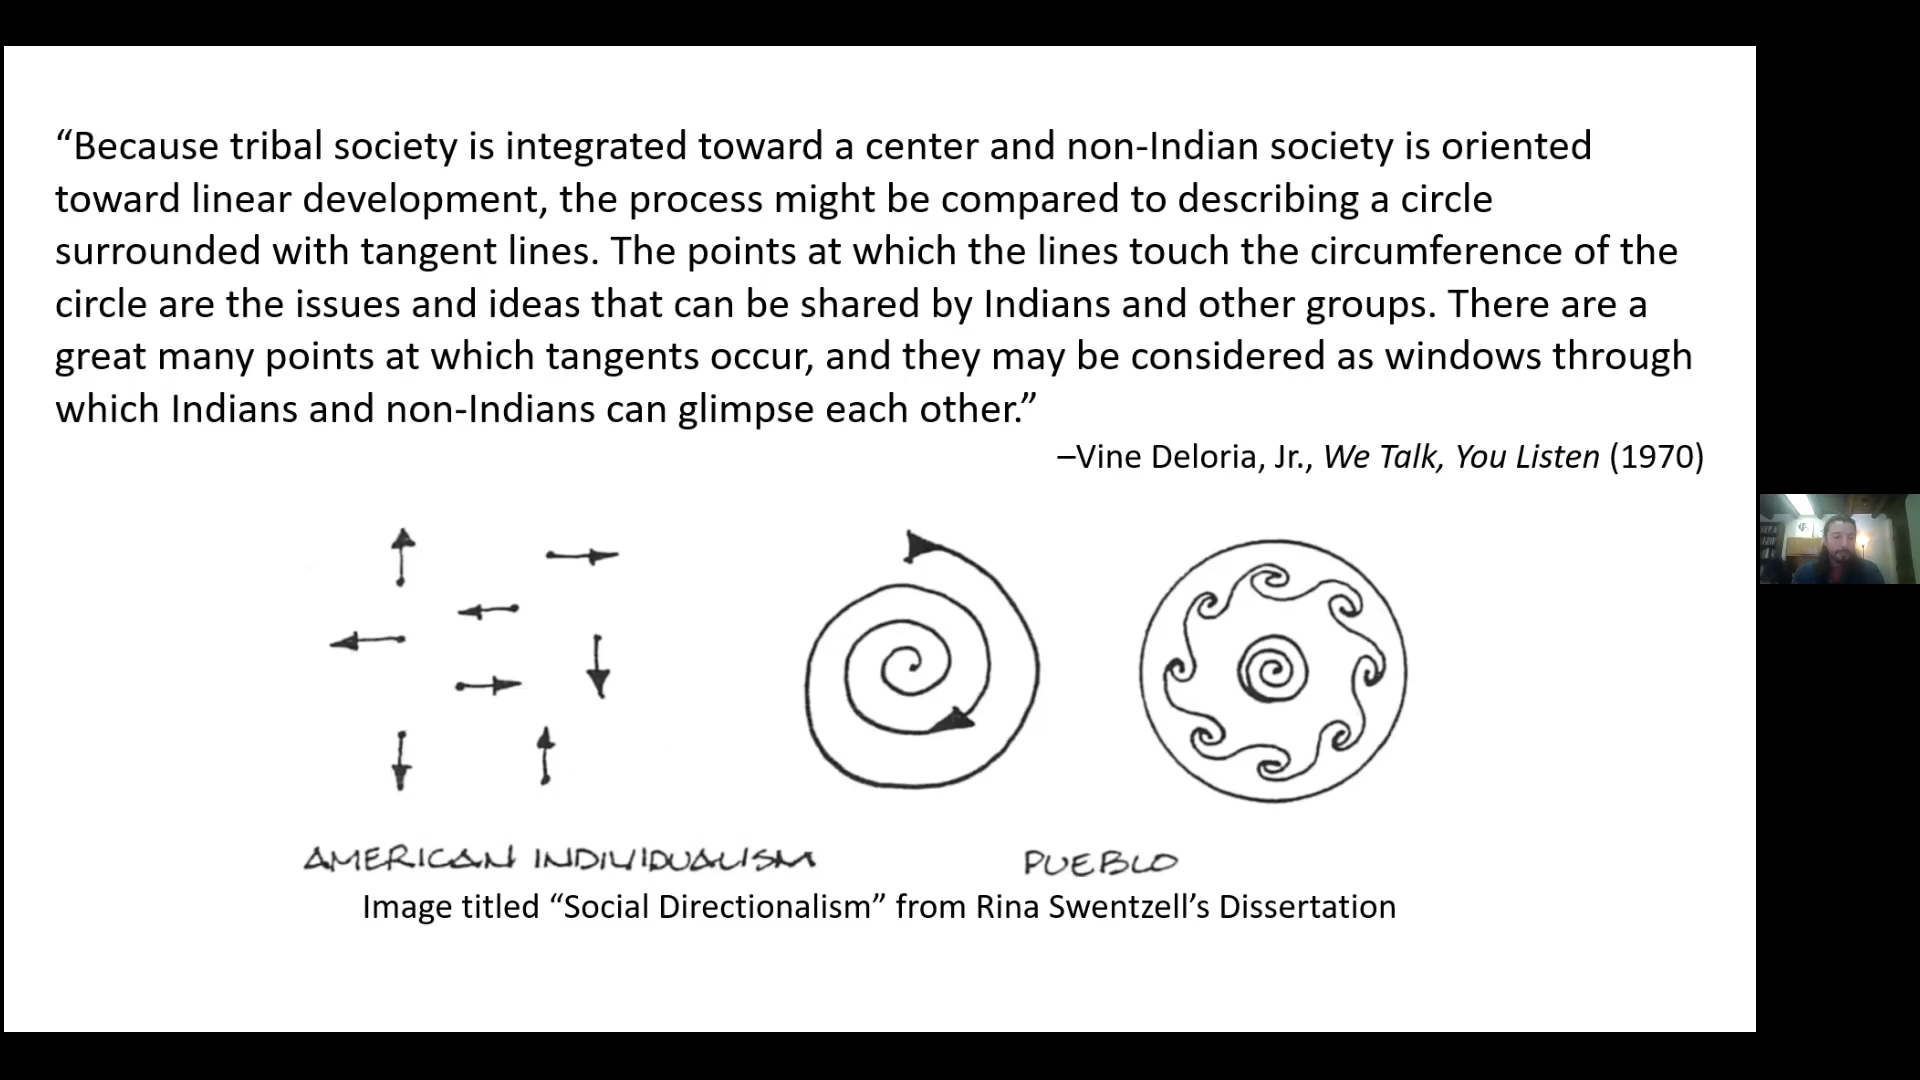 “Because tribal society is integrated toward a center and non-Indian society is oriented
toward linear development, the process might be compared to describing a circle
surrounded with tangent lines. The points at which the lines touch the circumference of the
circle are the issues and ideas that can be shared by Indians and other groups. There are a
great many points at which tangents occur, and they may be considered as windows through
which Indians and non-Indians can glimpse each other.”
–Vine Deloria, Jr., We Talk, You Listen (1970)
AMERICAN INDIVIDUALISM
PUEBLO
Image titled “Social Directionalism” from Rina Swentzell’s Dissertation